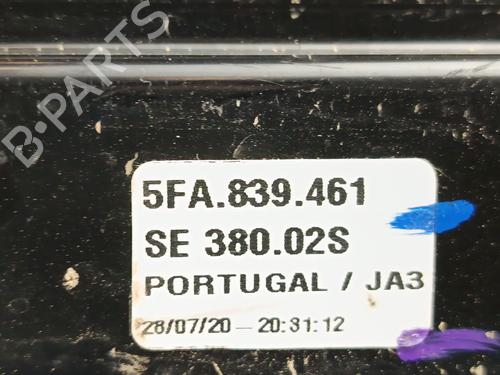 B-PARTS
5FA.839.461
SE 380.02S
PORTUGAL / JA3
28/07/20 – 20:31:12